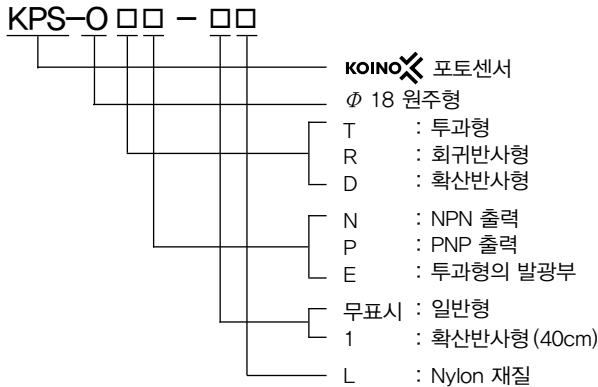 KPS-O□□ - □□
KOINO 포토센서
Φ 18 원주형
T : 투과형
R : 회귀반사형
D : 확산반사형
N : NPN 출력
P : PNP 출력
E : 투과형의 발광부
무표시 : 일반형
1 : 확산반사형(40cm)
L : Nylon 재질